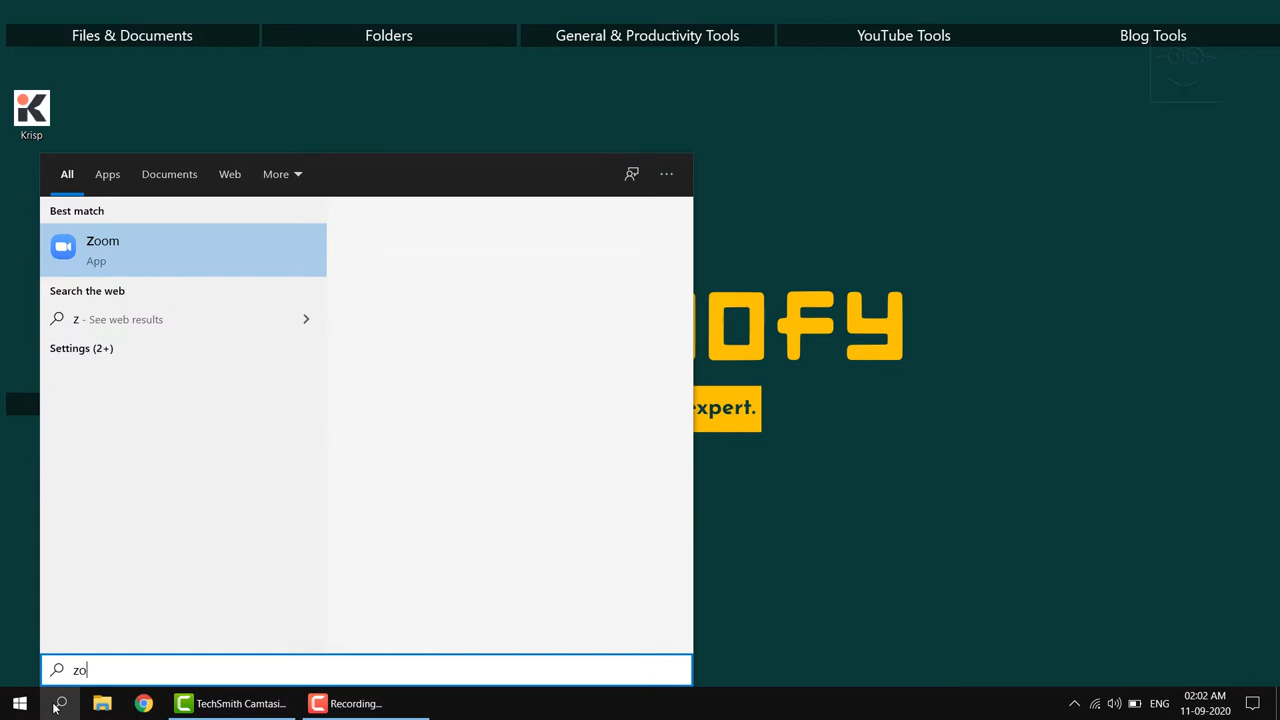 Files & Documents
Folders
General & Productivity Tools
YouTube Tools
Blog Tools
Krisp
All
Apps
Documents
Web
More
Best match
Zoom
App
Search the web
z - See web results
Settings (2+)
ofy
expert.
zo
TechSmith Camtasi...
Recording...
ENG
02:02 AM
11-09-2020